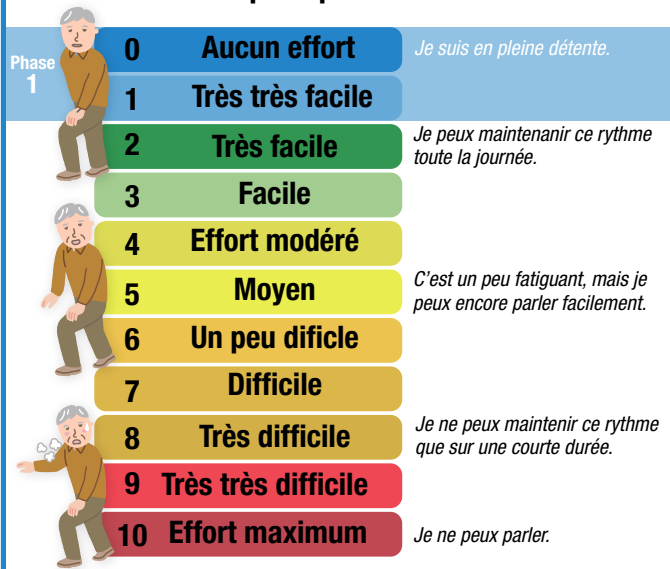 Phase
1
0 Aucun effort
Je suis en pleine détente.
1 Très très facile
2 Très facile
Je peux maintenanir ce rythme
toute la journée.
3 Facile
4 Effort modéré
5 Moyen
C'est un peu fatiguant, mais je
peux encore parler facilement.
6 Un peu dificle
7 Difficile
8 Très difficile
Je ne peux maintenir ce rythme
que sur une courte durée.
9 Très très difficile
10 Effort maximum
Je ne peux parler.